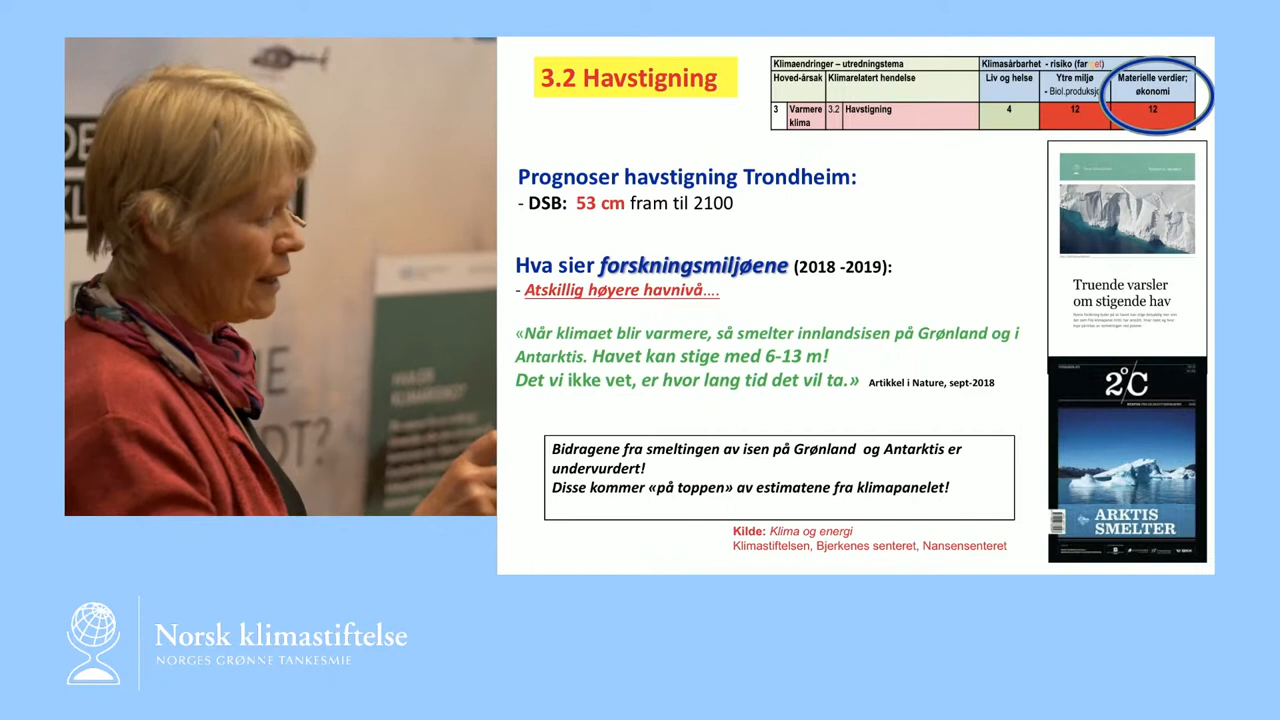 3.2 Havstigning
Klimaendringer – utredningstema
Klimasårbarhet - risiko (far
et)
Hoved-årsak
Klimarelatert hendelse
Liv og helse
Ytre miljø
- Biol.produksjo
Materielle verdier;
økonomi
3
Varmere
klima
3.2
Havstigning
4
12
12
Prognoser havstigning Trondheim:
- DSB: 53 cm fram til 2100
Hva sier forskningsmiljøene (2018 -2019):
- Atskillig høyere havnivå....
«Når klimaet blir varmere, så smelter innlandsisen på Grønland og i
Antarktis. Havet kan stige med 6-13 m!
Det vi ikke vet, er hvor lang tid det vil ta.» Artikkel i Nature, sept-2018
Bidragene fra smeltingen av isen på Grønland og Antarktis er
undervurdert!
Disse kommer «på toppen» av estimatene fra klimapanelet!
Kilde: Klima og energi
Klimastiftelsen, Bjerkenes senteret, Nansensenteret
Truende varsler
om stigende hav
2°C
ARKTIS
SMELTER
DT?
Norsk klimastiftelse
NORGES GRØNNE TANKESMIE